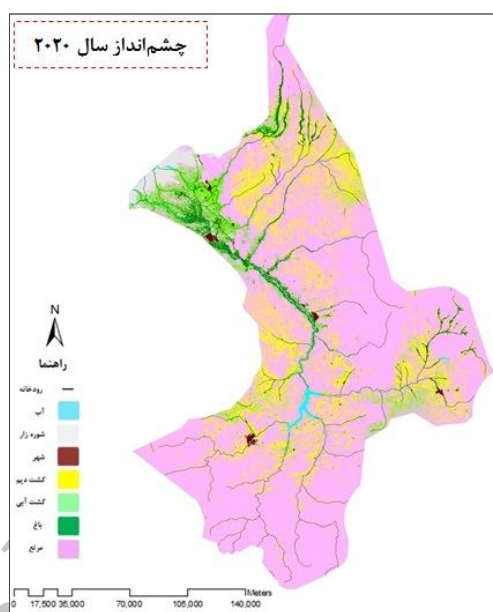 چشم‌انداز سال ۲۰۲۰
N
راهنما
رودخانه
آب
شوره زار
شهر
کشت دیم
کشت آبی
باغ
مرتع
Meters
0 17,500 35,000 70,000 105,000 140,000